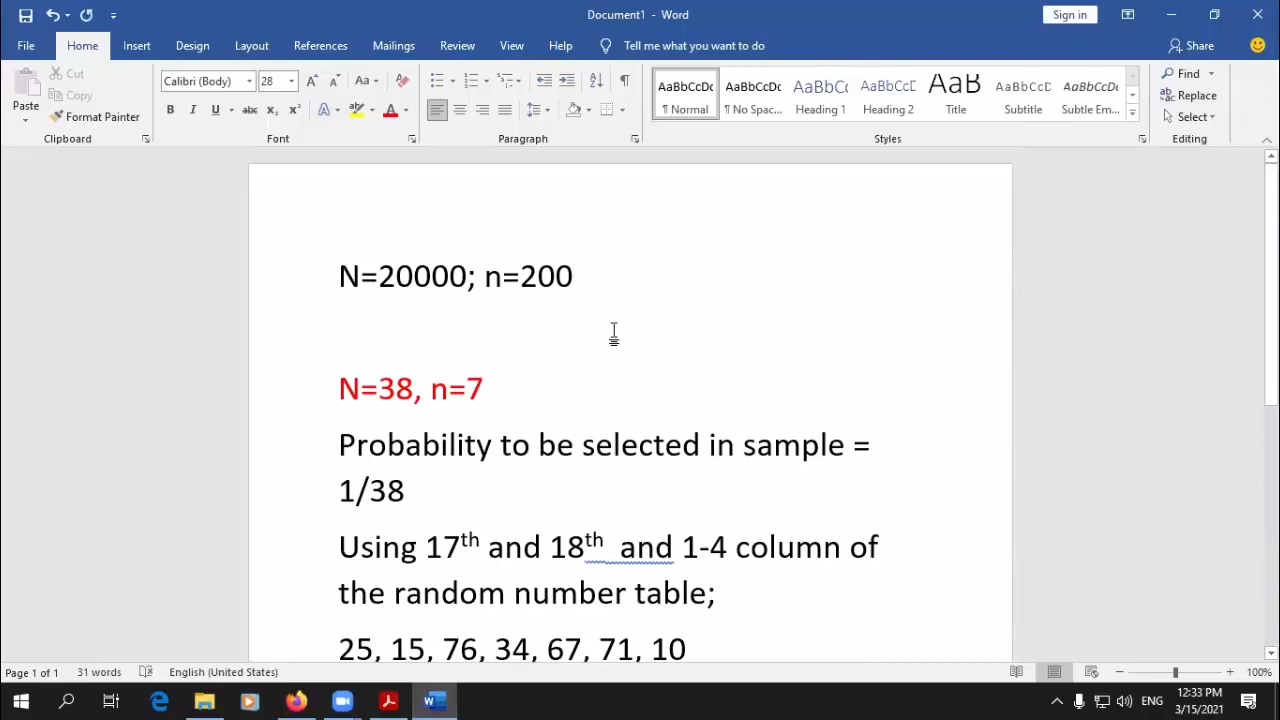 Document1 - Word
Sign in
File Home Insert Design Layout References Mailings Review View Help Tell me what you want to do Share
Paste
Cut
Copy
Format Painter
Clipboard
Calibri (Body) 28
Font
Paragraph
AaBbCcDc AaBbCcDc AaBbC AaBbCcD AaB AaBbCcD AaBbCcDc
¶ Normal ¶ No Spac... Heading 1 Heading 2 Title Subtitle Subtle Em...
Styles
Find
Replace
Select
Editing
N=20000; n=200
N=38, n=7
Probability to be selected in sample =
1/38
Using 17th and 18th and 1-4 column of
the random number table;
25, 15, 76, 34, 67, 71, 10
Page 1 of 1 31 words English (United States) 100%
ENG 12:33 PM
3/15/2021